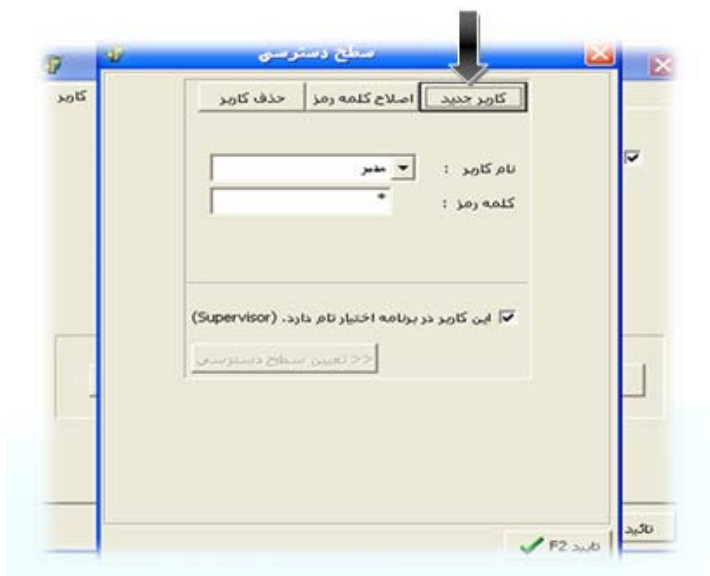 سطح دسترسی
کاربر
کاربر جدید اصلاح کلمه رمز حذف کاربر
نام کاربر : مدیر
کلمه رمز : *
این کاربر در برنامه اختیار تام دارد. (Supervisor)
تعیین سطح دسترسی >>
تائید
تایید F2